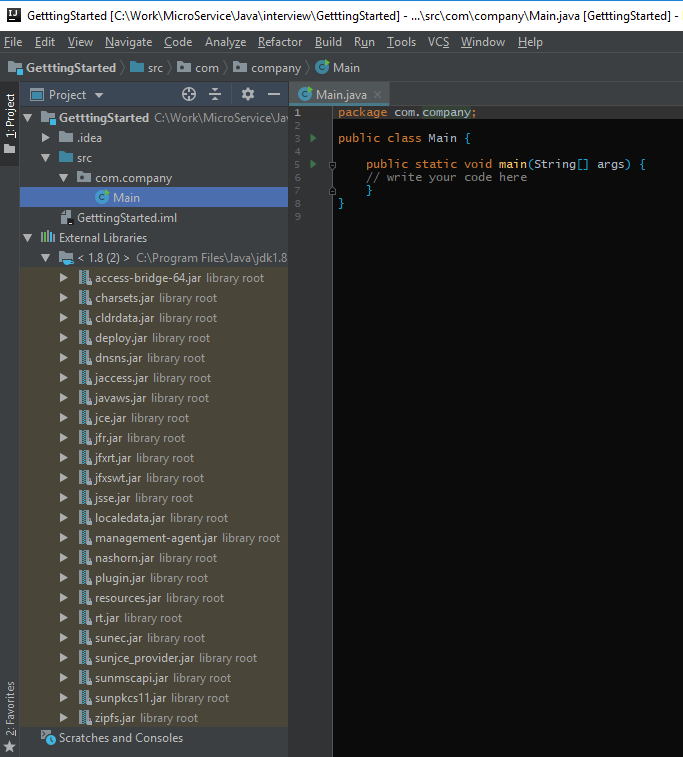 GetttingStarted [C:\Work\MicroService\Java\interview\GetttingStarted] - ...\src\com\company\Main.java [GetttingStarted] -
File Edit View Navigate Code Analyze Refactor Build Run Tools VCS Window Help
GetttingStarted src com company Main
1: Project
2: Favorites
Project
GetttingStarted C:\Work\MicroService\Jav
.idea
src
com.company
Main
GetttingStarted.iml
External Libraries
< 1.8 (2) > C:\Program Files\Java\jdk1.8
access-bridge-64.jar library root
charsets.jar library root
cldrdata.jar library root
deploy.jar library root
dnsns.jar library root
jaccess.jar library root
javaws.jar library root
jce.jar library root
jfr.jar library root
jfxrt.jar library root
jfxswt.jar library root
jsse.jar library root
localedata.jar library root
management-agent.jar library root
nashorn.jar library root
plugin.jar library root
resources.jar library root
rt.jar library root
sunec.jar library root
sunjce_provider.jar library root
sunmscapi.jar library root
sunpkcs11.jar library root
zipfs.jar library root
Scratches and Consoles
Main.java
1 package com.company;
2
3 public class Main {
4
5 public static void main(String[] args) {
6 // write your code here
7 }
8 }
9